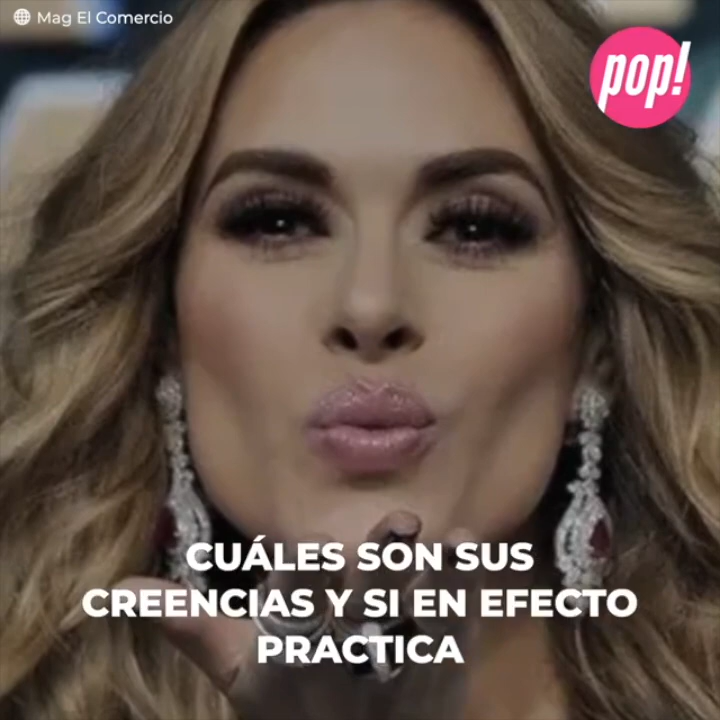 Mag El Comercio
pop!
CUÁLES SON SUS
CREENCIAS Y SI EN EFECTO
PRACTICA